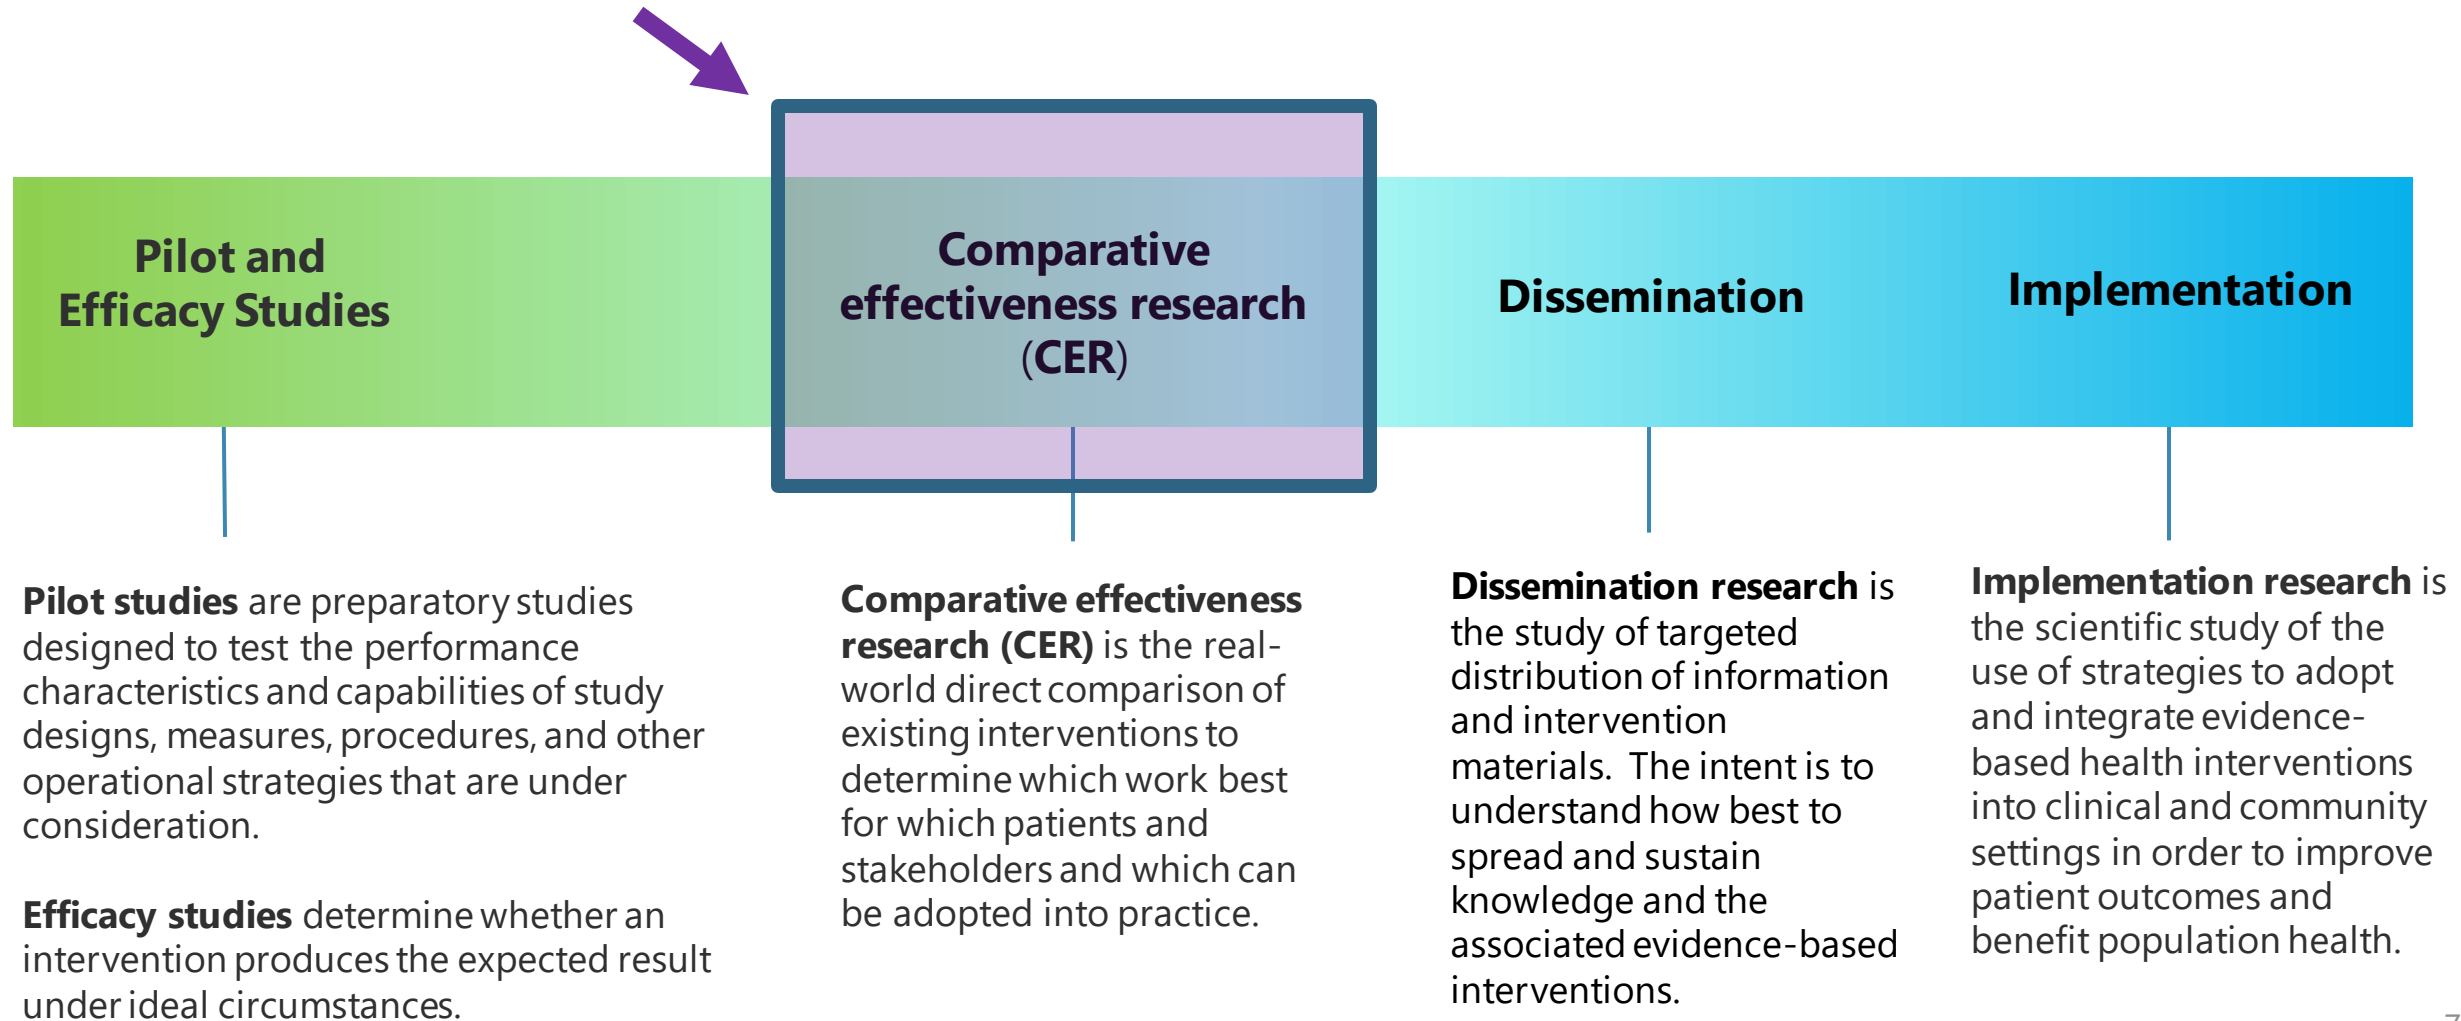 Pilot and
Efficacy Studies
Comparative
effectiveness research
(CER)
Dissemination
Implementation
Pilot studies are preparatory studies
designed to test the performance
characteristics and capabilities of study
designs, measures, procedures, and other
operational strategies that are under
consideration.
Efficacy studies determine whether an
intervention produces the expected result
under ideal circumstances.
Comparative effectiveness
research (CER) is the real-
world direct comparison of
existing interventions to
determine which work best
for which patients and
stakeholders and which can
be adopted into practice.
Dissemination research is
the study of targeted
distribution of information
and intervention
materials.  The intent is to
understand how best to
spread and sustain
knowledge and the
associated evidence-based
interventions.
Implementation research is
the scientific study of the
use of strategies to adopt
and integrate evidence-
based health interventions
into clinical and community
settings in order to improve
patient outcomes and
benefit population health.